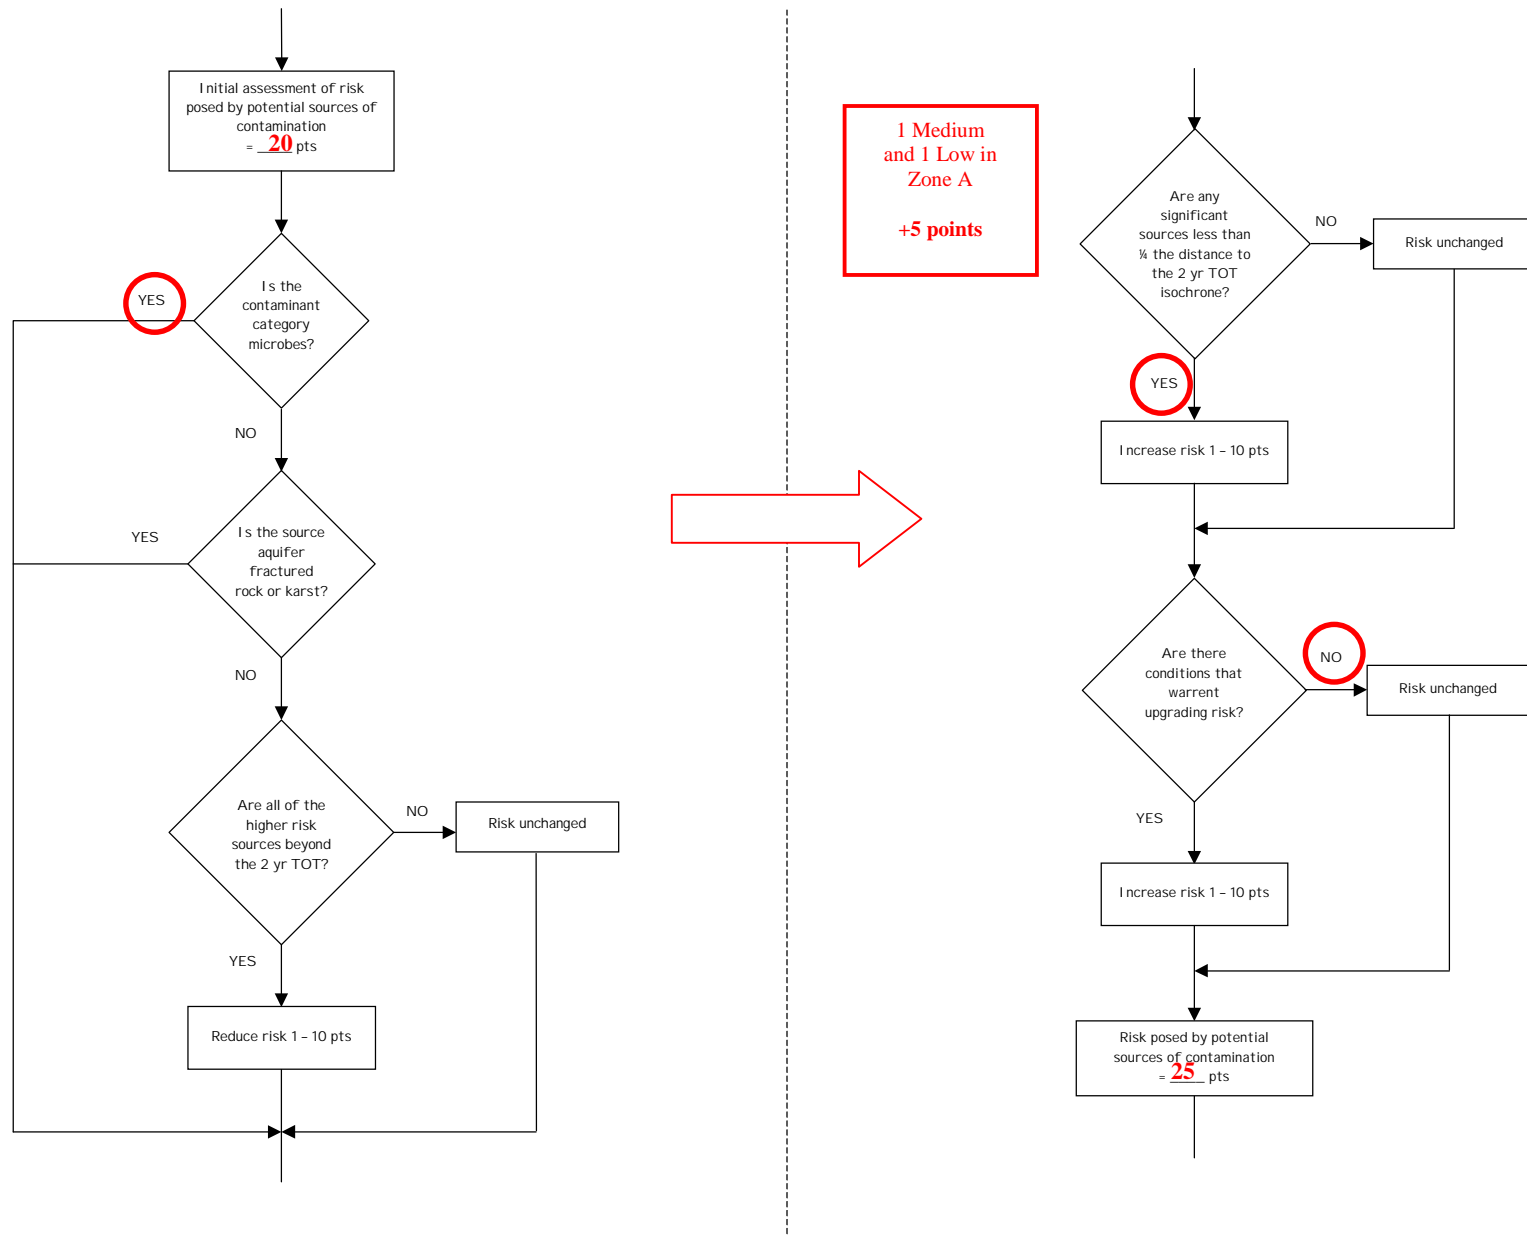 Initial assessment of risk
posed by potential sources of
contamination
= 20 pts
YES
Is the
contaminant
category
microbes?
NO
YES
Is the source
aquifer
fractured
rock or karst?
NO
Are all of the
higher risk
sources beyond
the 2 yr TOT?
NO
Risk unchanged
YES
Reduce risk 1 – 10 pts
1 Medium
and 1 Low in
Zone A
+5 points
Are any
significant
sources less than
¼ the distance to
the 2 yr TOT
isochrone?
NO
Risk unchanged
YES
Increase risk 1 – 10 pts
Are there
conditions that
warrent
upgrading risk?
NO
Risk unchanged
YES
Increase risk 1 – 10 pts
Risk posed by potential
sources of contamination
= 25 pts